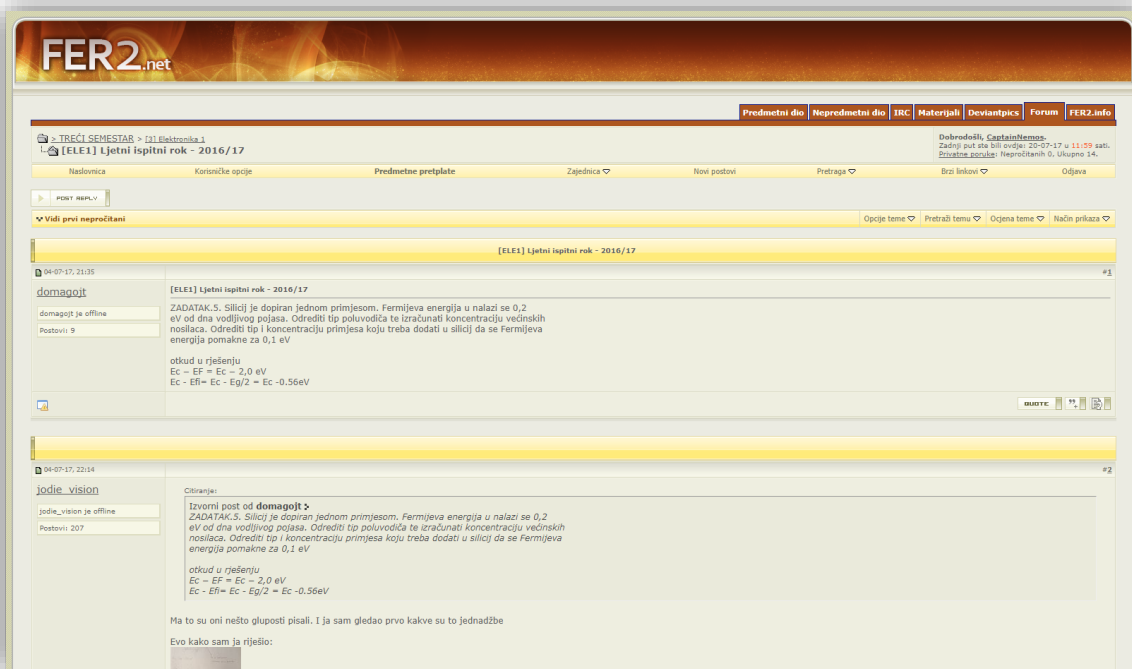 FER2.net
Predmetni dio Nepredmetni dio IRC Materijali Deviantpics Forum FER2.info
> TREĆI SEMESTAR > [3] Elektronika 1
[ELE1] Ljetni ispitni rok - 2016/17
Dobrodošli, CaptainNemos.
Zadnji put ste bili ovdje: 20-07-17 u 11:59 sati.
Privatne poruke: Nepročitanih 0, Ukupno 14.
Naslovnica Korisničke opcije Predmetne pretplate Zajednica Novi postovi Pretraga Brzi linkovi Odjava
POST REPLY
Vidi prvi nepročitani Opcije teme Pretraži temu Ocjena teme Način prikaza
[ELE1] Ljetni ispitni rok - 2016/17
04-07-17, 21:35 #1
domagojt
domagojt je offline
Postovi: 9
[ELE1] Ljetni ispitni rok - 2016/17
ZADATAK.5. Silicij je dopiran jednom primjesom. Fermijeva energija u nalazi se 0,2
eV od dna vodljivog pojasa. Odrediti tip poluvodiča te izračunati koncentraciju većinskih
nosilaca. Odrediti tip i koncentraciju primjesa koju treba dodati u silicij da se Fermijeva
energija pomakne za 0,1 eV
otkud u rješenju
Ec − EF = Ec − 2,0 eV
Ec - Efi= Ec - Eg/2 = Ec -0.56eV
QUOTE
04-07-17, 22:14 #2
jodie_vision
jodie_vision je offline
Postovi: 207
Citiranje:
Izvorni post od domagojt
ZADATAK.5. Silicij je dopiran jednom primjesom. Fermijeva energija u nalazi se 0,2
eV od dna vodljivog pojasa. Odrediti tip poluvodiča te izračunati koncentraciju većinskih
nosilaca. Odrediti tip i koncentraciju primjesa koju treba dodati u silicij da se Fermijeva
energija pomakne za 0,1 eV
otkud u rješenju
Ec − EF = Ec − 2,0 eV
Ec - Efi= Ec - Eg/2 = Ec -0.56eV
Ma to su oni nešto gluposti pisali. I ja sam gledao prvo kakve su to jednadžbe
Evo kako sam ja riješio: